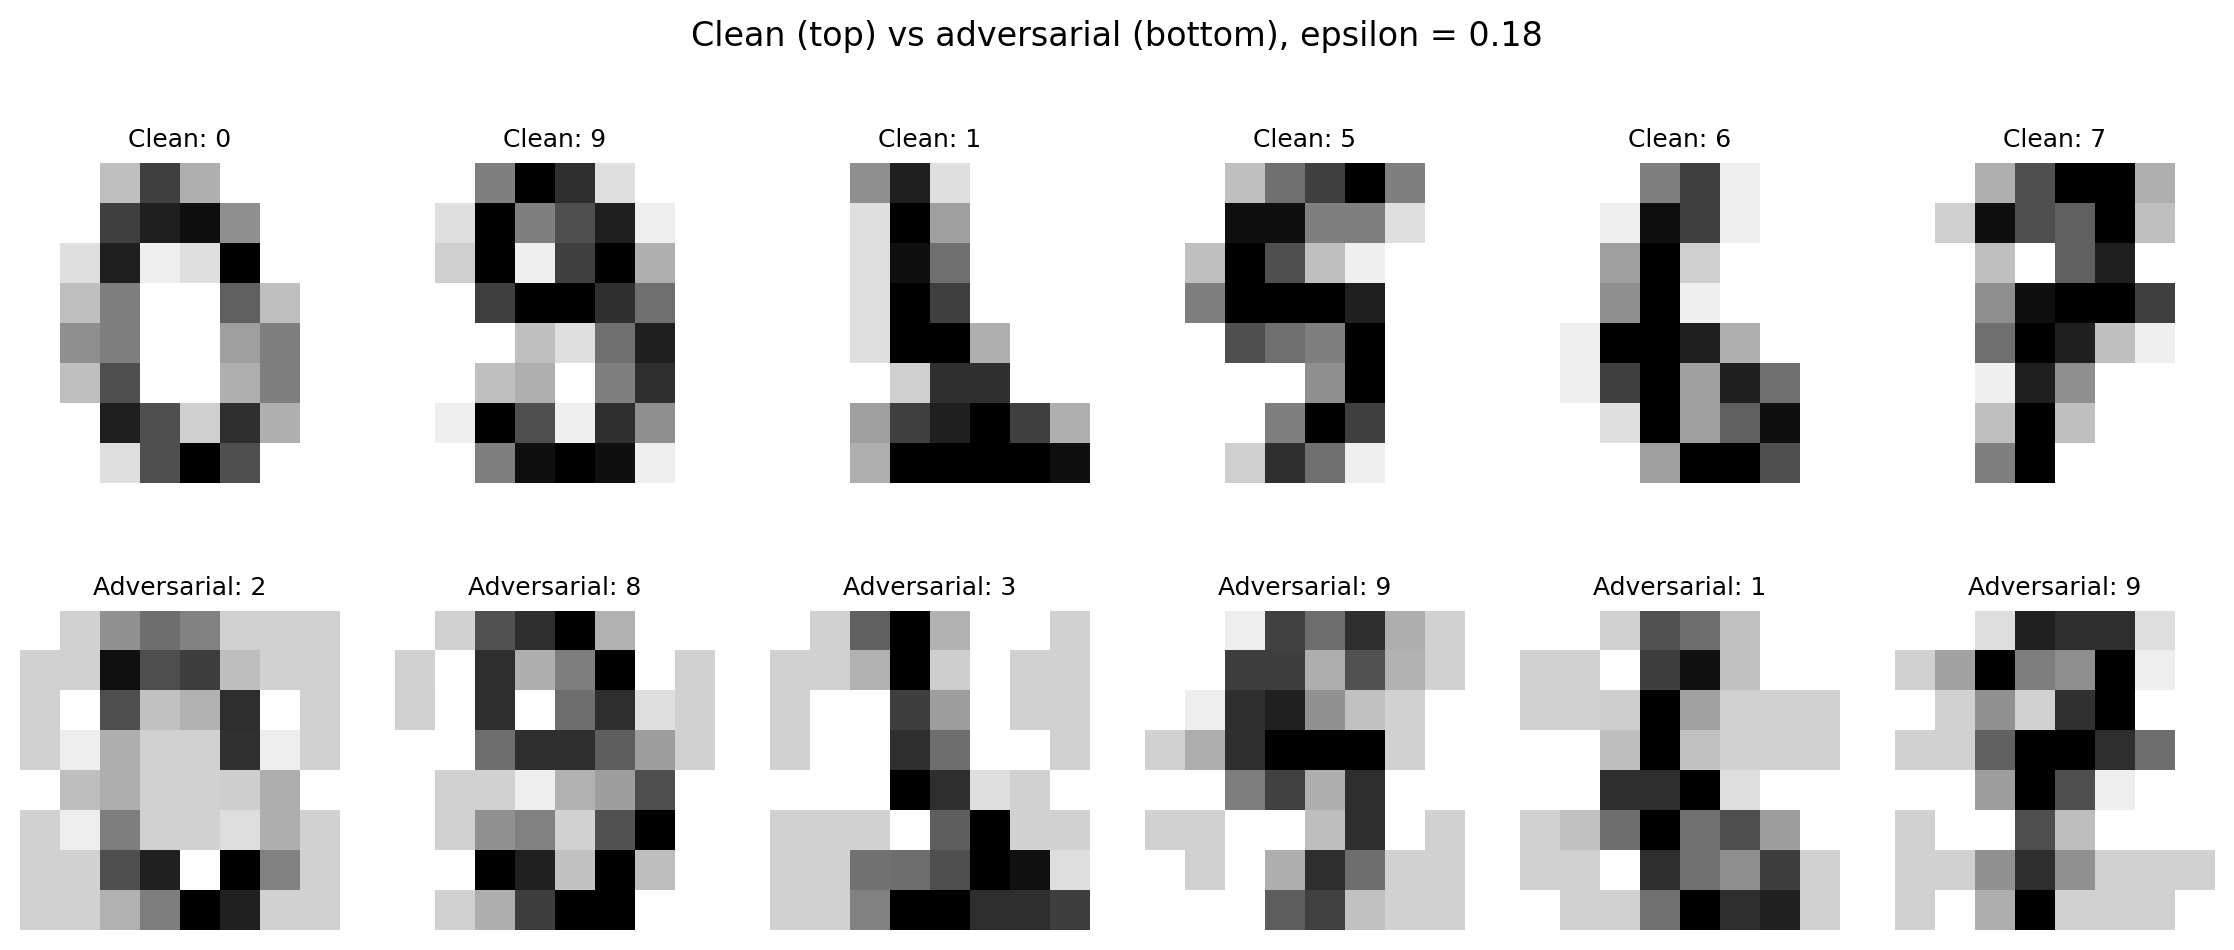 Clean (top) vs adversarial (bottom), epsilon = 0.18
Clean: 0
Clean: 9
Clean: 1
Clean: 5
Clean: 6
Clean: 7
Adversarial: 2
Adversarial: 8
Adversarial: 3
Adversarial: 9
Adversarial: 1
Adversarial: 9